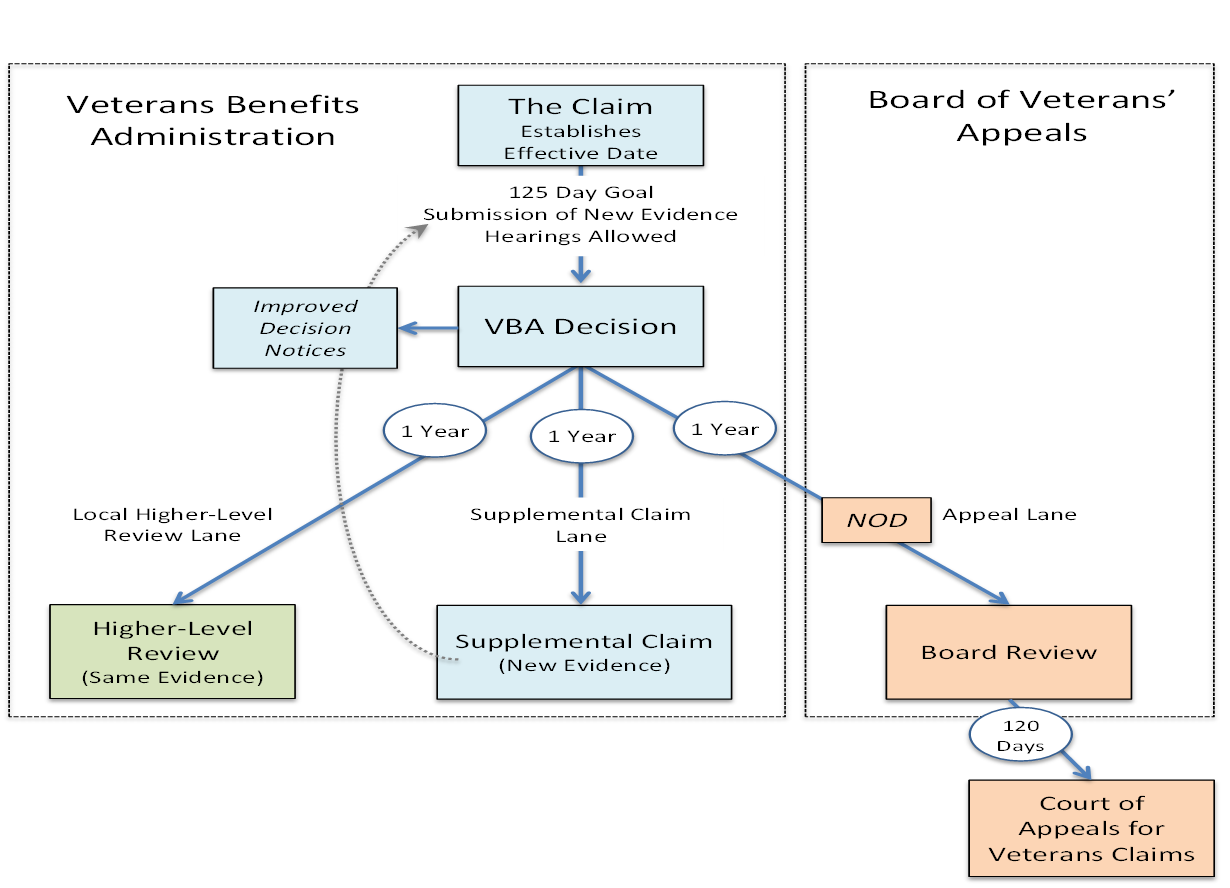 Veterans Benefits
Administration
The Claim
Establishes
Effective Date
125 Day Goal
Submission of New Evidence
Hearings Allowed
Improved
Decision
Notices
VBA Decision
1 Year
1 Year
1 Year
Local Higher-Level
Review Lane
Supplemental Claim
Lane
Higher-Level
Review
(Same Evidence)
Supplemental Claim
(New Evidence)
Board of Veterans’
Appeals
NOD
Appeal Lane
Board Review
120
Days
Court of
Appeals for
Veterans Claims